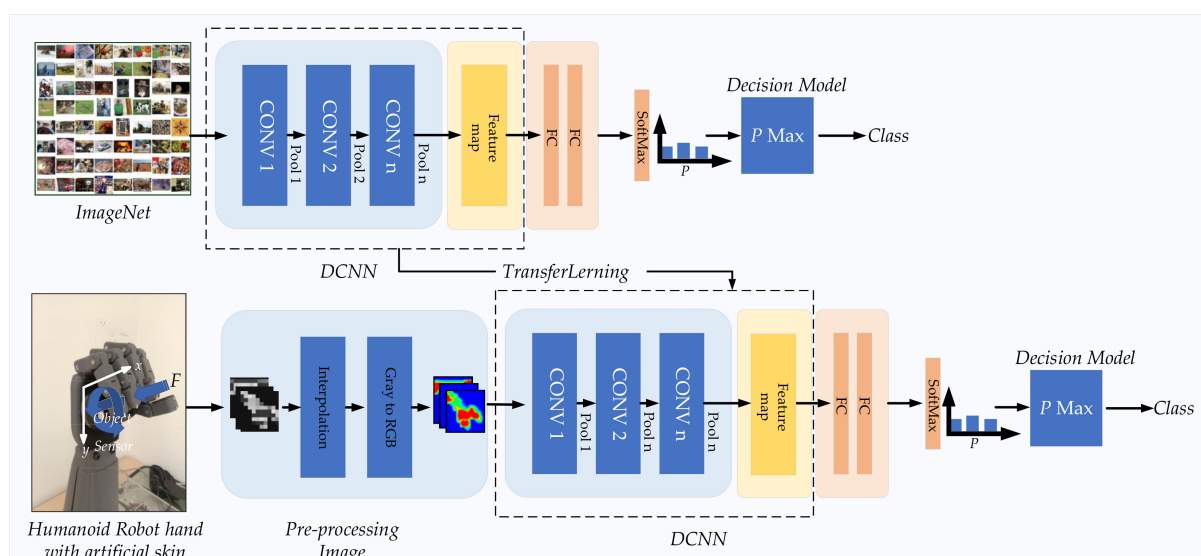 Decision Model
CONV 1
Pool 1
CONV 2
Pool 2
CONV n
Pool n
Feature
map
FC
FC
SoftMax
P
P Max
Class
ImageNet
DCNN
TransferLerning
Humanoid Robot hand
with artificial skin
x
F
Object
Sensor
y
Interpolation
Gray to RGB
Pre-processing
Image
CONV 1
Pool 1
CONV 2
Pool n
CONV n
Pool n
Feature
map
FC
FC
SoftMax
P
Decision Model
P Max
Class
DCNN